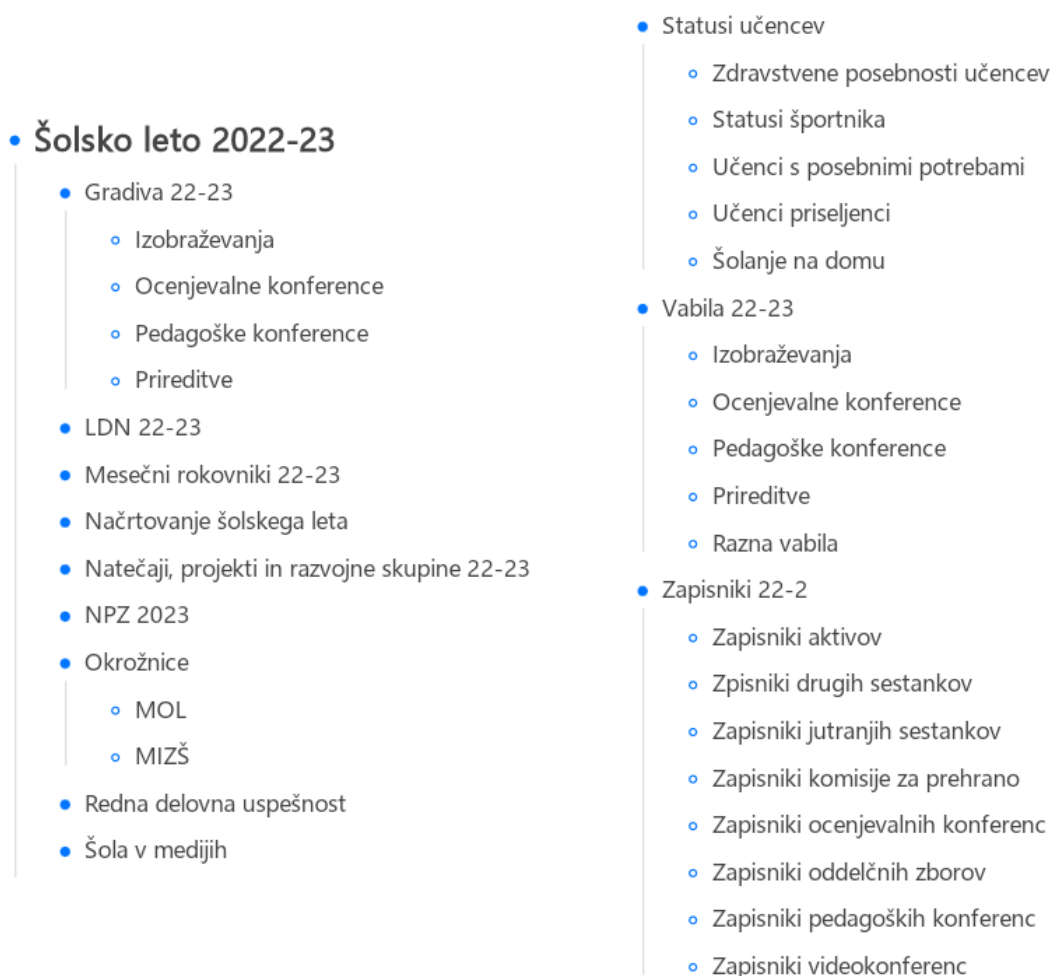 Šolsko leto 2022-23
Gradiva 22-23
Izobraževanja
Ocenjevalne konference
Pedagoške konference
Prireditve
LDN 22-23
Mesečni rokovniki 22-23
Načrtovanje šolskega leta
Natečaji, projekti in razvojne skupine 22-23
NPZ 2023
Okrožnice
MOL
MIZŠ
Redna delovna uspešnost
Šola v medijih
Statusi učencev
Zdravstvene posebnosti učencev
Statusi športnika
Učenci s posebnimi potrebami
Učenci priseljenci
Šolanje na domu
Vabila 22-23
Izobraževanja
Ocenjevalne konference
Pedagoške konference
Prireditve
Razna vabila
Zapisniki 22-2
Zapisniki aktivov
Zpisniki drugih sestankov
Zapisniki jutranjih sestankov
Zapisniki komisije za prehrano
Zapisniki ocenjevalnih konferenc
Zapisniki oddelčnih zborov
Zapisniki pedagoških konferenc
Zapisniki videokonferenc